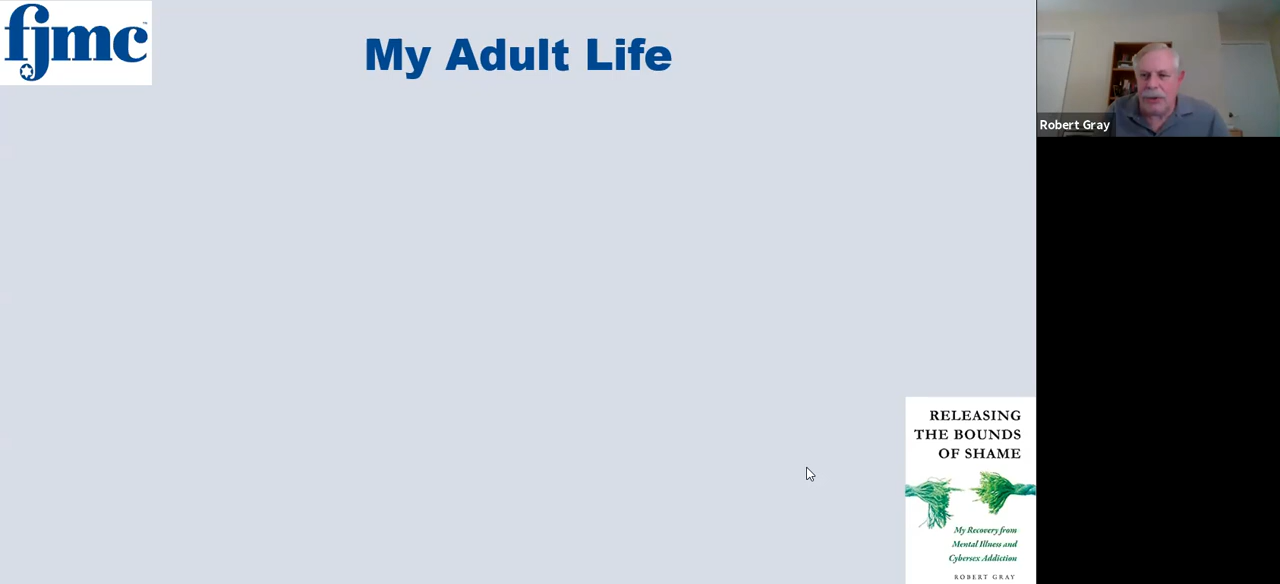 fjmc
™
My Adult Life
Robert Gray
RELEASING
THE BOUNDS
OF SHAME
My Recovery from
Mental Illness and
Cybersex Addiction
ROBERT GRAY